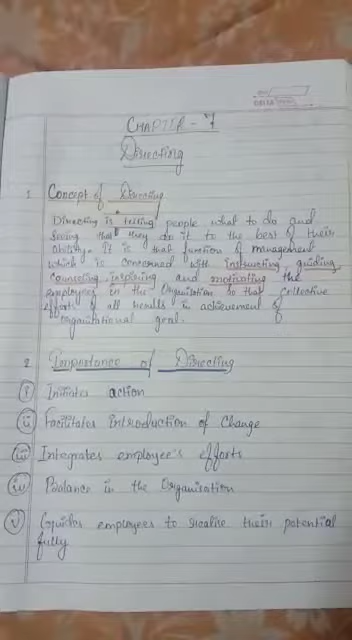 CHAPTER - 7
Directing
1 Concept of Directing
Directing is telling people what to do and
Seeing that they do it to the best of their
ability. It is that function of management
which is concerned with instructing, guiding,
Counseling, inspiring and motivating the
employees in the Organisation so that collective
efforts of all results in achievement of
organizational goal.
2. Importance of Directing
i Initiates action
ii Facilitates Introduction of Change
iii Integrates employee's efforts
iv Balance in the Organisation
v Guides employees to realise their potential
fully